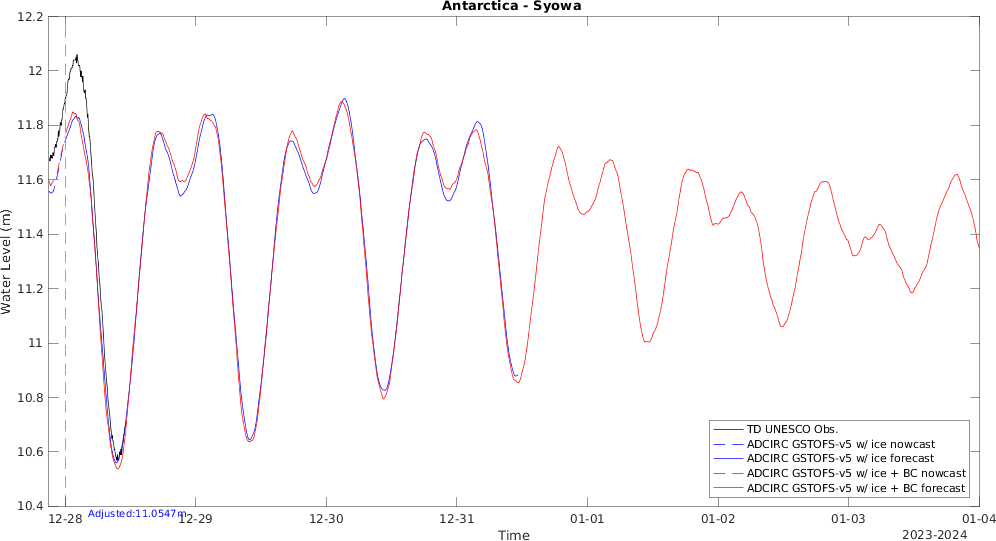 Antarctica - Syowa
Water Level (m)
12.2
12
11.8
11.6
11.4
11.2
11
10.8
10.6
10.4
TD UNESCO Obs.
ADCIRC GSTOFS-v5 w/ ice nowcast
ADCIRC GSTOFS-v5 w/ ice forecast
ADCIRC GSTOFS-v5 w/ ice + BC nowcast
ADCIRC GSTOFS-v5 w/ ice + BC forecast
Adjusted:11.0547m
12-28 12-29 12-30 12-31 01-01 01-02 01-03 01-04
Time
2023-2024